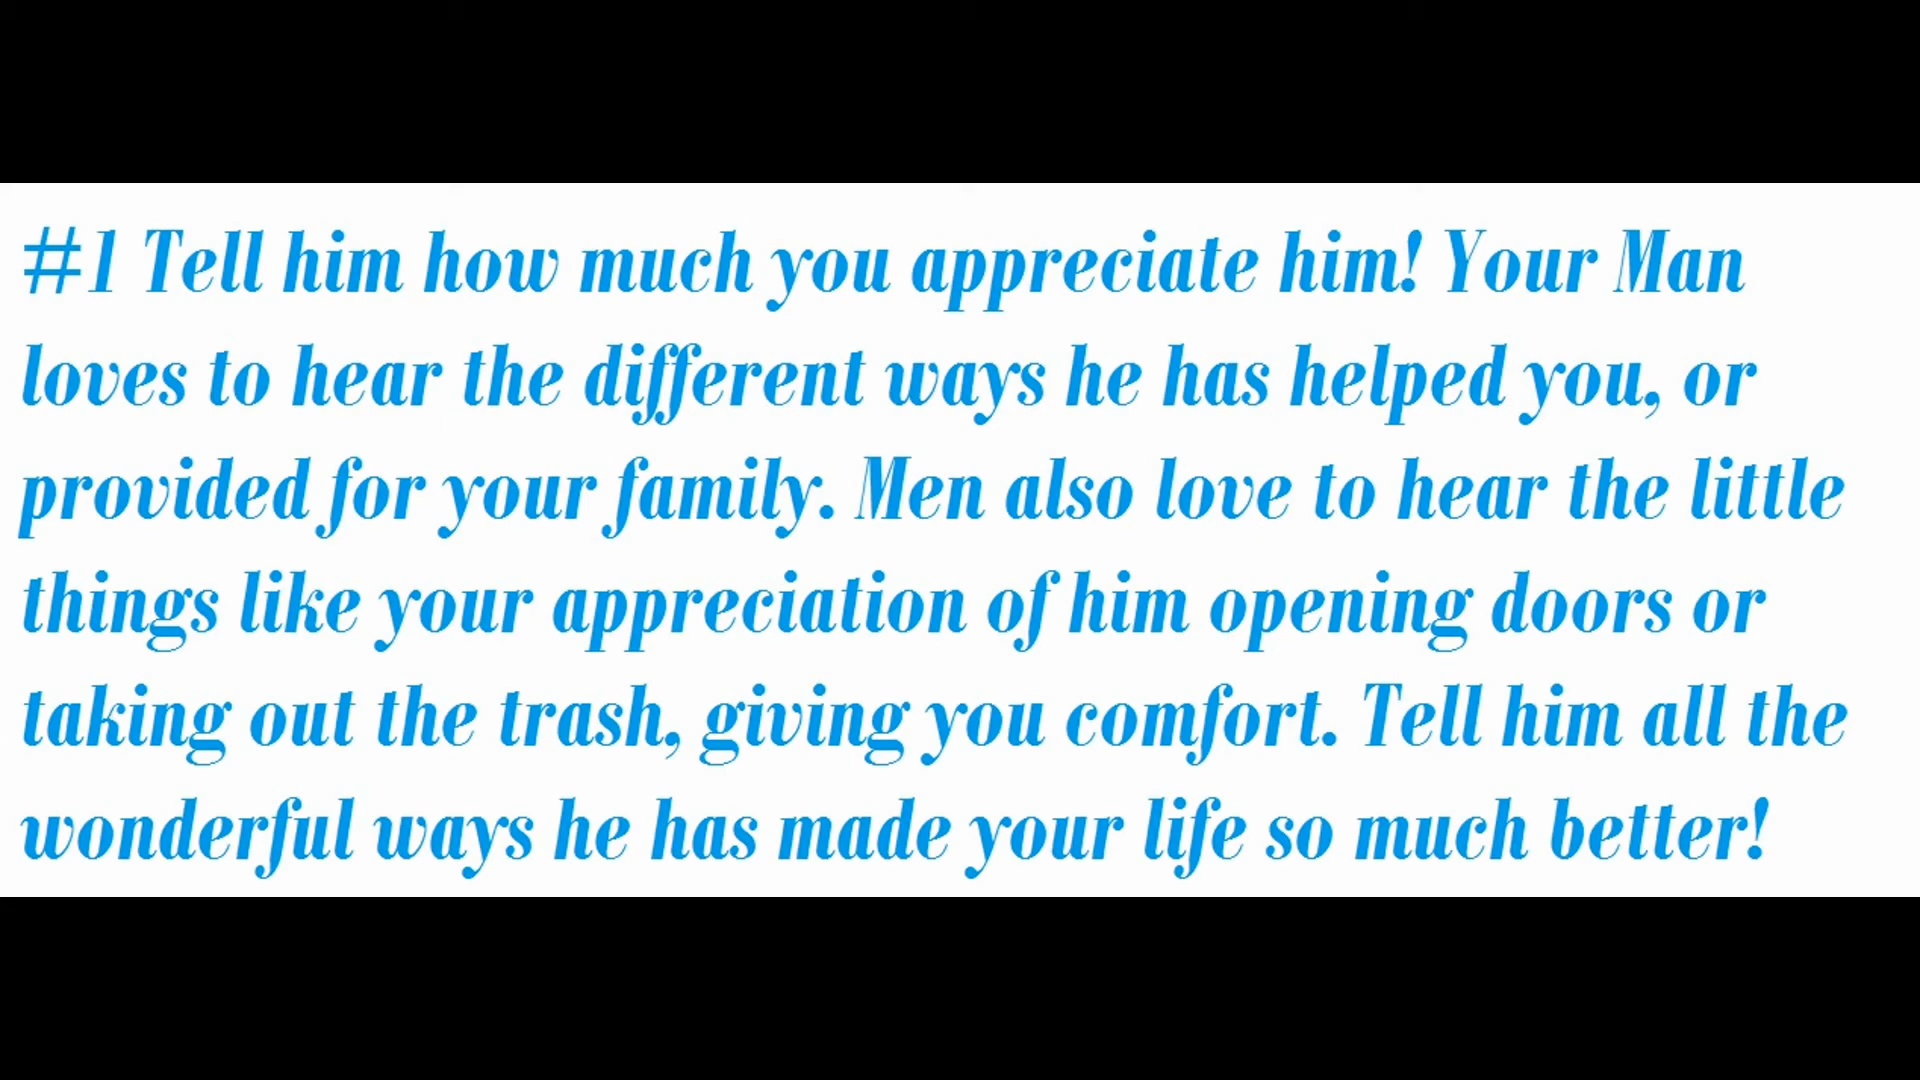 #1 Tell him how much you appreciate him! Your Man
loves to hear the different ways he has helped you, or
provided for your family. Men also love to hear the little
things like your appreciation of him opening doors or
taking out the trash, giving you comfort. Tell him all the
wonderful ways he has made your life so much better!